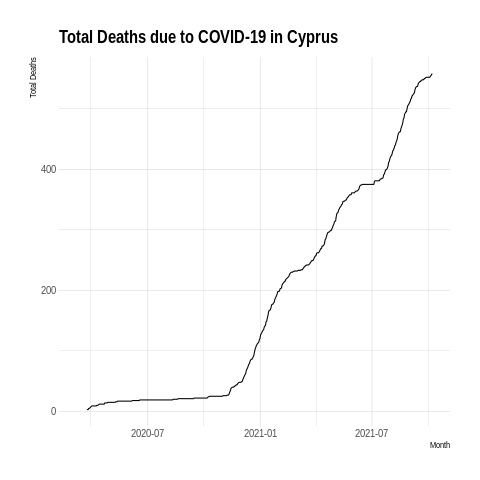 Total Deaths due to COVID-19 in Cyprus
Total Deaths
400
200
0
2020-07 2021-01 2021-07
Month